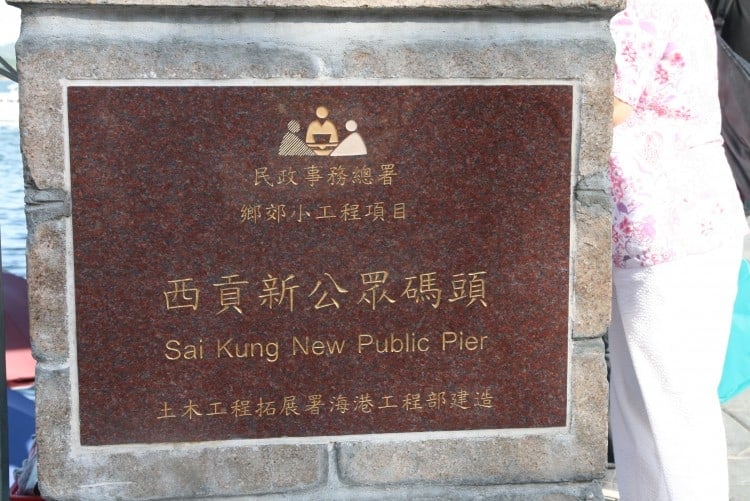 民政事務總署
鄉郊小工程項目
西貢新公眾碼頭
Sai Kung New Public Pier
土木工程拓展署海港工程部建造